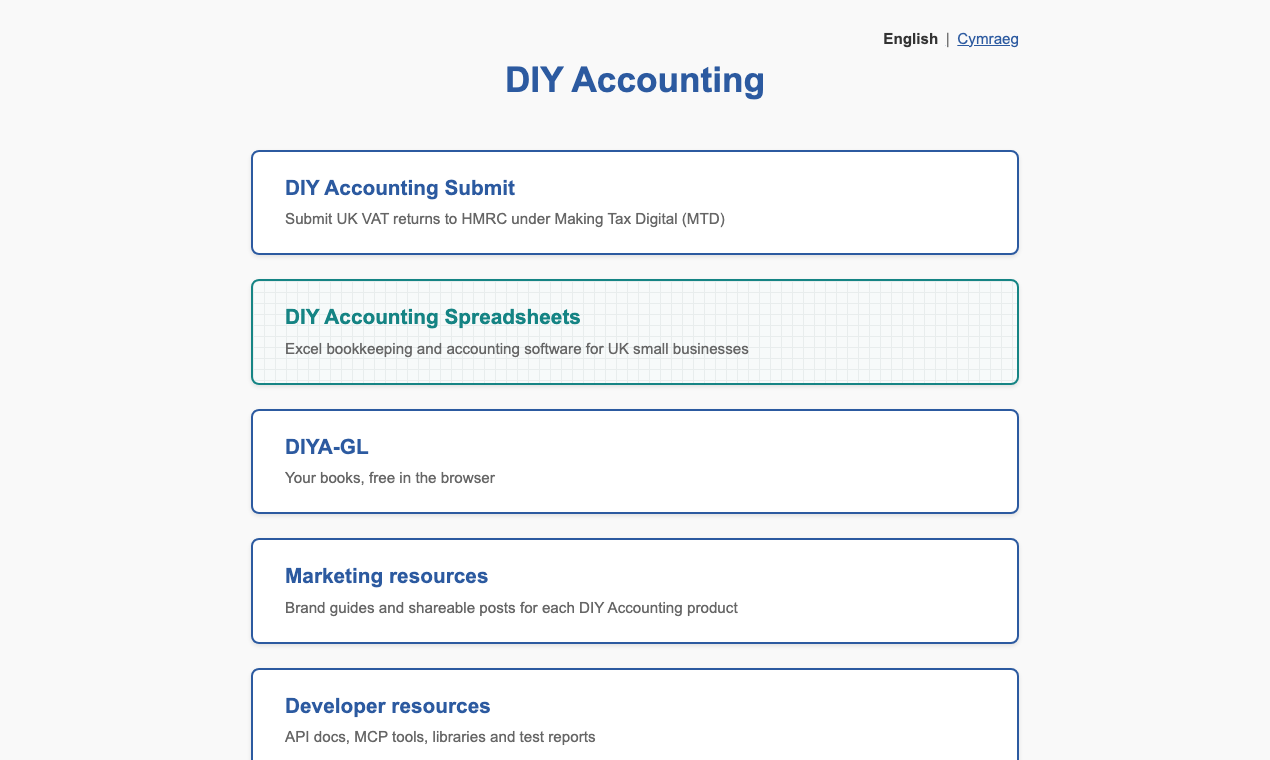 English | Cymraeg
DIY Accounting
DIY Accounting Submit
Submit UK VAT returns to HMRC under Making Tax Digital (MTD)
DIY Accounting Spreadsheets
Excel bookkeeping and accounting software for UK small businesses
DIYA-GL
Your books, free in the browser
Marketing resources
Brand guides and shareable posts for each DIY Accounting product
Developer resources
API docs, MCP tools, libraries and test reports